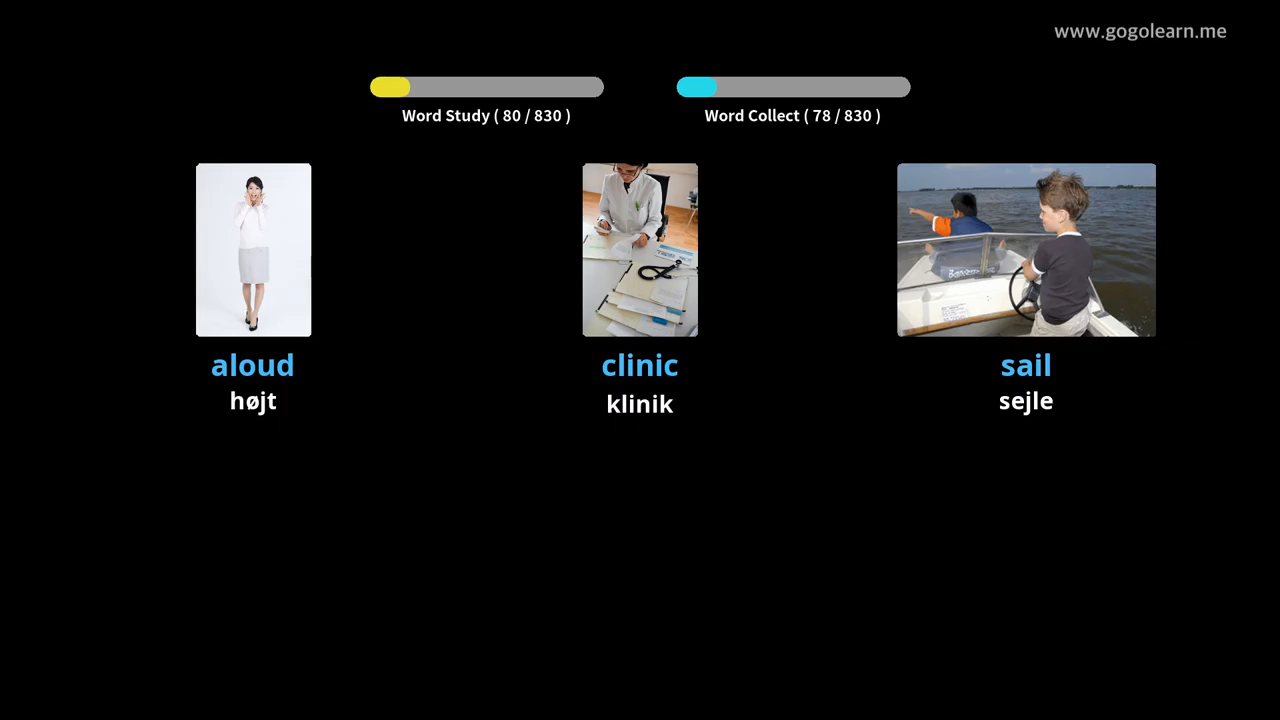 www.gogolearn.me
Word Study ( 80 / 830 )
Word Collect ( 78 / 830 )
aloud
højt
clinic
klinik
sail
sejle